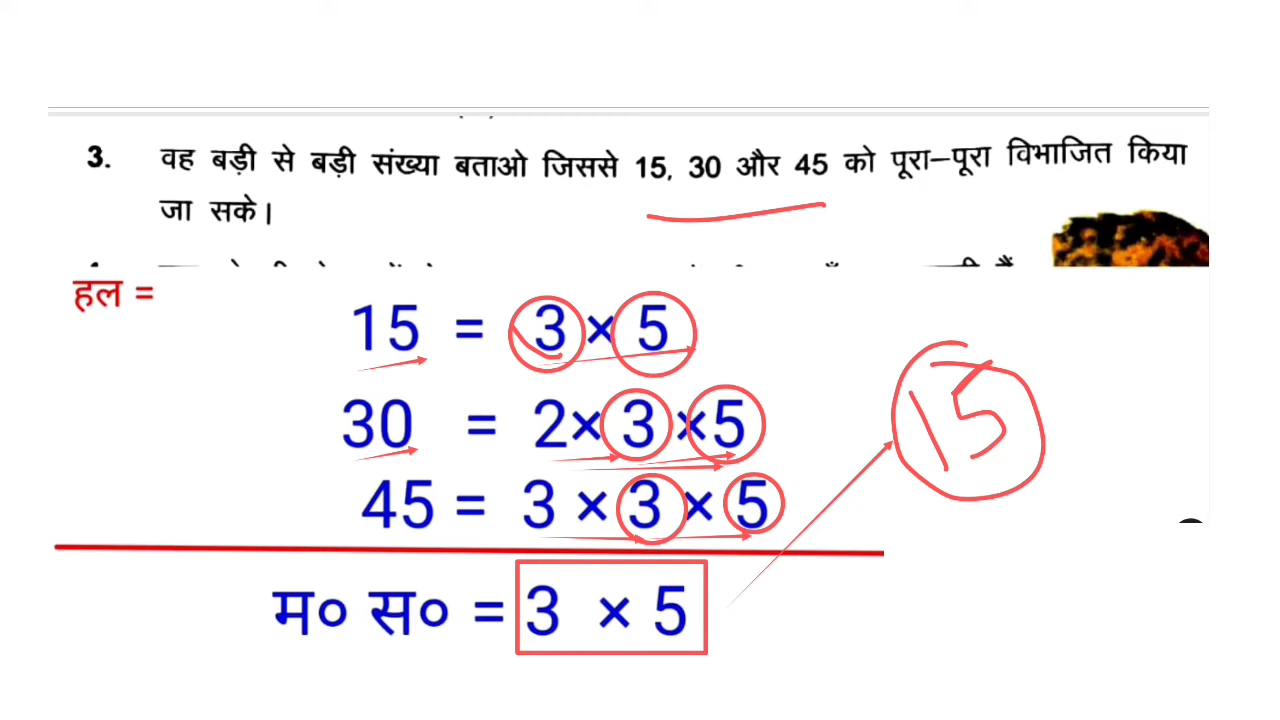 3. वह बड़ी से बड़ी संख्या बताओ जिससे 15, 30 और 45 को पूरा–पूरा विभाजित किया
जा सके।
हल =
15 = 3 × 5
30 = 2 × 3 × 5
15
45 = 3 × 3 × 5
म० स० = 3 × 5